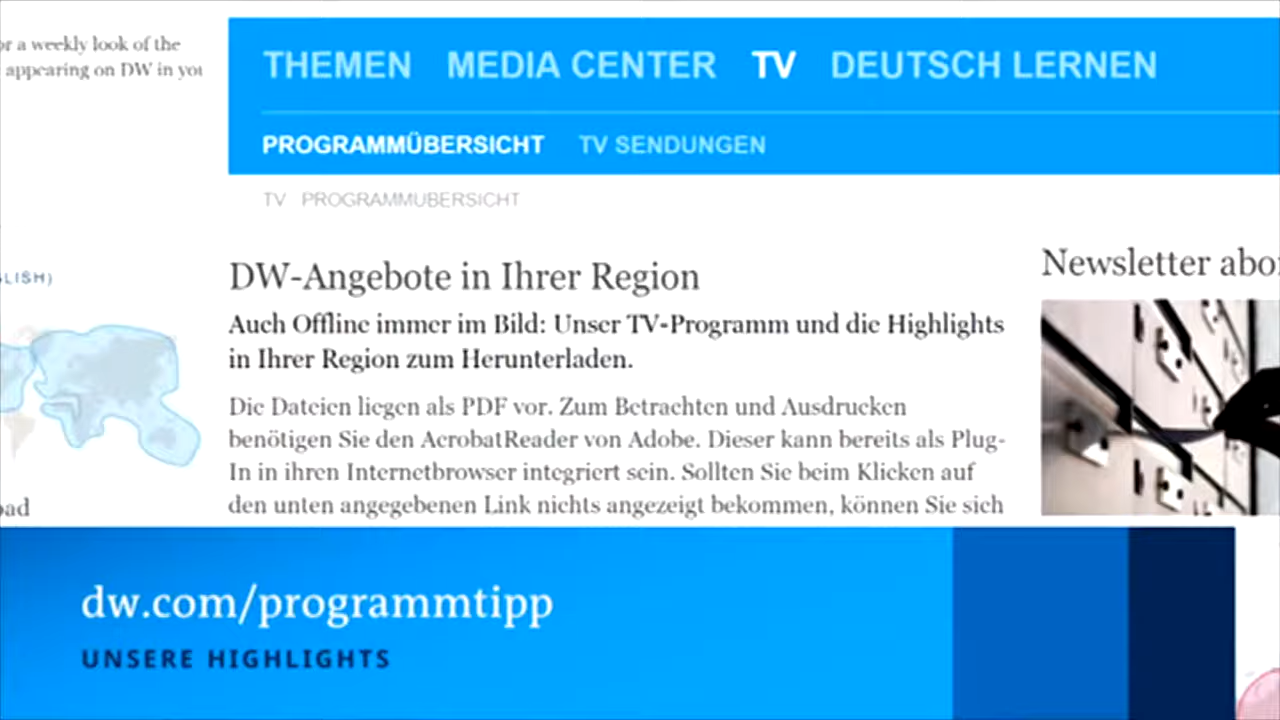 or a weekly look of the
appearing on DW in you
THEMEN MEDIA CENTER TV DEUTSCH LERNEN
PROGRAMMÜBERSICHT TV SENDUNGEN
TV PROGRAMMÜBERSICHT
LISH)
DW-Angebote in Ihrer Region
Auch Offline immer im Bild: Unser TV-Programm und die Highlights
in Ihrer Region zum Herunterladen.
Die Dateien liegen als PDF vor. Zum Betrachten und Ausdrucken
benötigen Sie den AcrobatReader von Adobe. Dieser kann bereits als Plug-
In in ihren Internetbrowser integriert sein. Sollten Sie beim Klicken auf
den unten angegebenen Link nichts angezeigt bekommen, können Sie sich
Newsletter abo
oad
dw.com/programmtipp
UNSERE HIGHLIGHTS